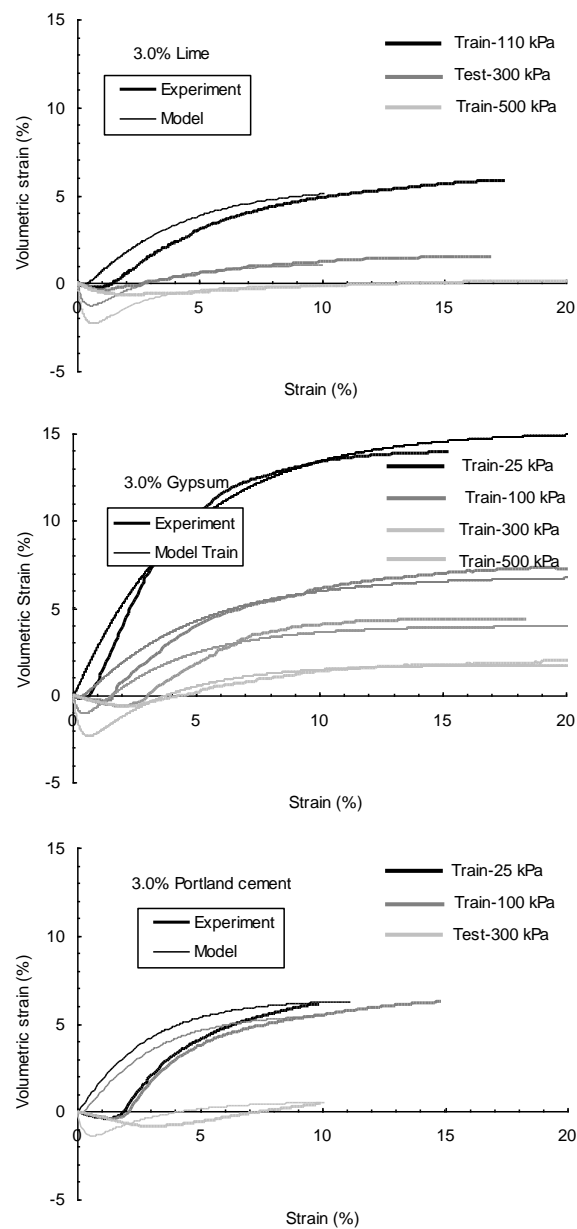 15
3.0% Lime
Train-110 kPa
Experiment
Test-300 kPa
10
Model
Train-500 kPa
Volumetric strain (%)
5
0
0 5 10 15 20
-5
Strain (%)
15
3.0% Gypsum
Train-25 kPa
Train-100 kPa
Experiment
10
Train-300 kPa
Model Train
Train-500 kPa
Volumetric Strain (%)
5
0
0 5 10 15 20
-5
Strain (%)
15
3.0% Portland cement
Train-25 kPa
Train-100 kPa
Experiment
10
Test-300 kPa
Model
Volumetric strain (%)
5
0
0 5 10 15 20
-5
Strain (%)